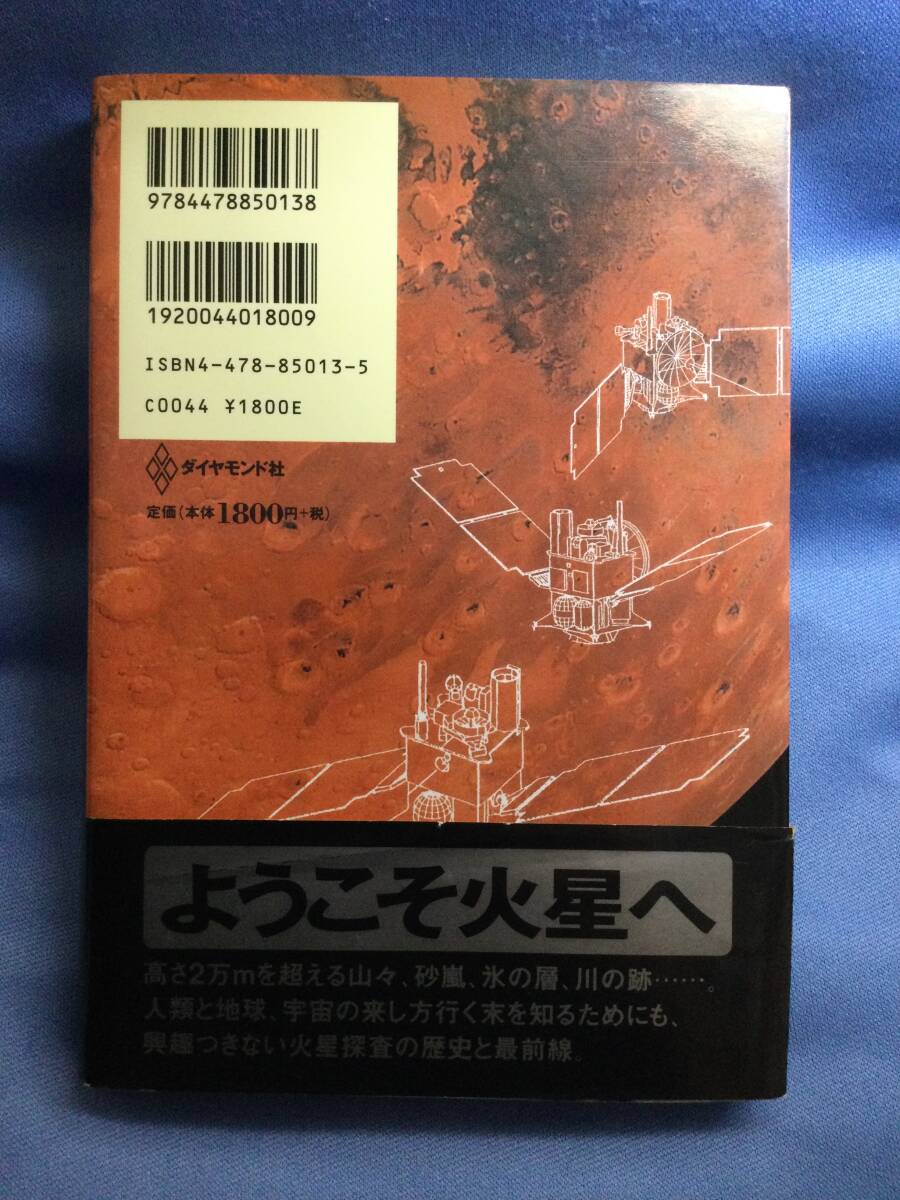 9784478850138
1920044018009
ISBN4-478-85013-5
C0044 ¥1800E
ダイヤモンド社
定価(本体1800円+税)
ようこそ火星へ
高さ2万mを超える山々、砂嵐、氷の層、川の跡……。
人類と地球、宇宙の来し方行く末を知るためにも、
興趣つきない火星探査の歴史と最前線。